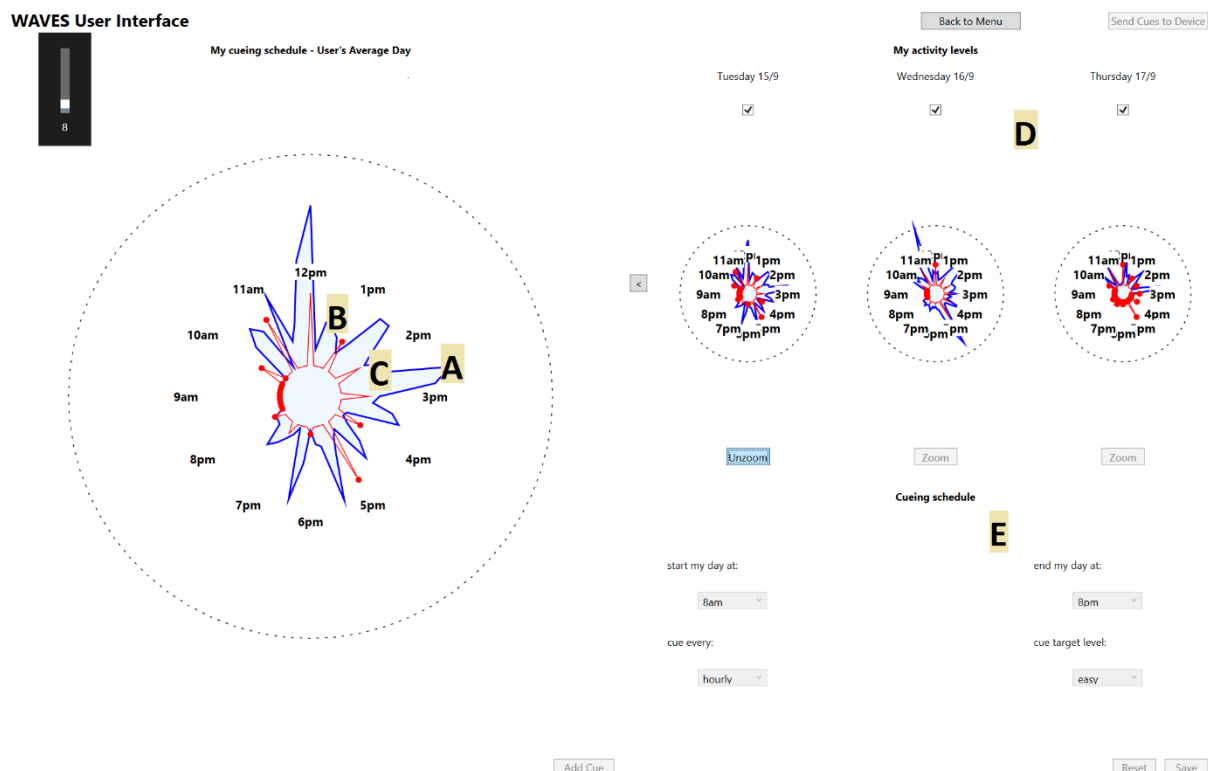 WAVES User Interface
Back to Menu
Send Cues to Device
My cueing schedule - User's Average Day
My activity levels
8
Tuesday 15/9
Wednesday 16/9
Thursday 17/9
D
12pm
11am
1pm
B
10am
2pm
C
A
9am
3pm
8pm
4pm
7pm
5pm
6pm
<
11am
1pm
10am
2pm
9am
3pm
8pm
4pm
7pm
11am
1pm
10am
2pm
9am
3pm
8pm
4pm
7pm
11am
1pm
10am
2pm
9am
3pm
8pm
4pm
7pm
Unzoom
Zoom
Zoom
Cueing schedule
E
start my day at:
end my day at:
8am
8pm
cue every:
cue target level:
hourly
easy
Add Cue
Reset
Save